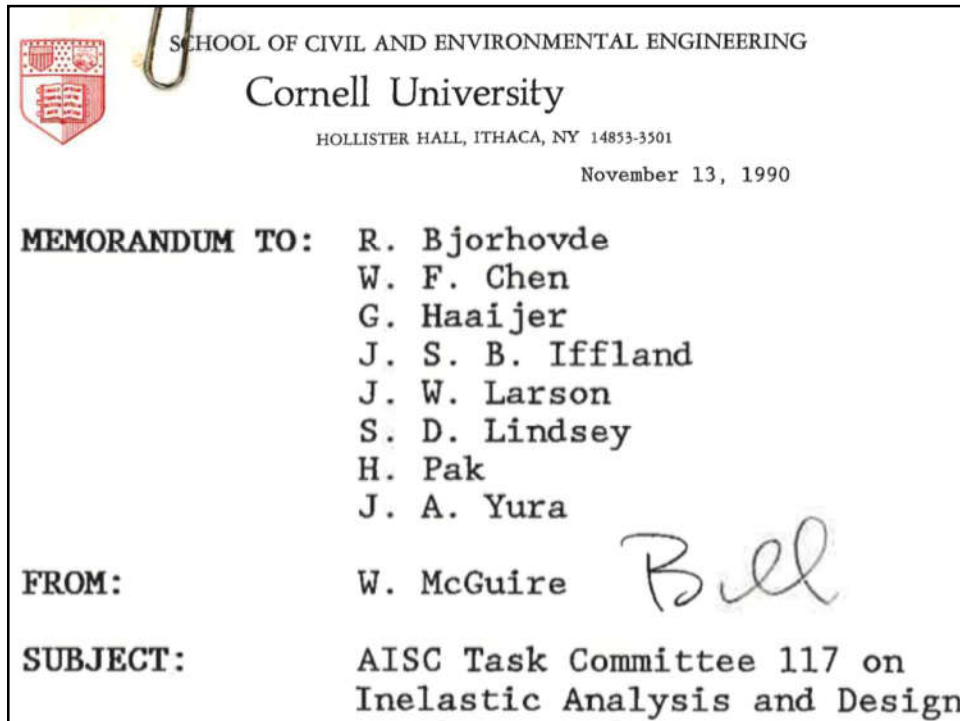 SCHOOL OF CIVIL AND ENVIRONMENTAL ENGINEERING
Cornell University
HOLLISTER HALL, ITHACA, NY 14853-3501
November 13, 1990
MEMORANDUM TO: R. Bjorhovde
W. F. Chen
G. Haaijer
J. S. B. Iffland
J. W. Larson
S. D. Lindsey
H. Pak
J. A. Yura
FROM: W. McGuire Bill
SUBJECT: AISC Task Committee 117 on
Inelastic Analysis and Design